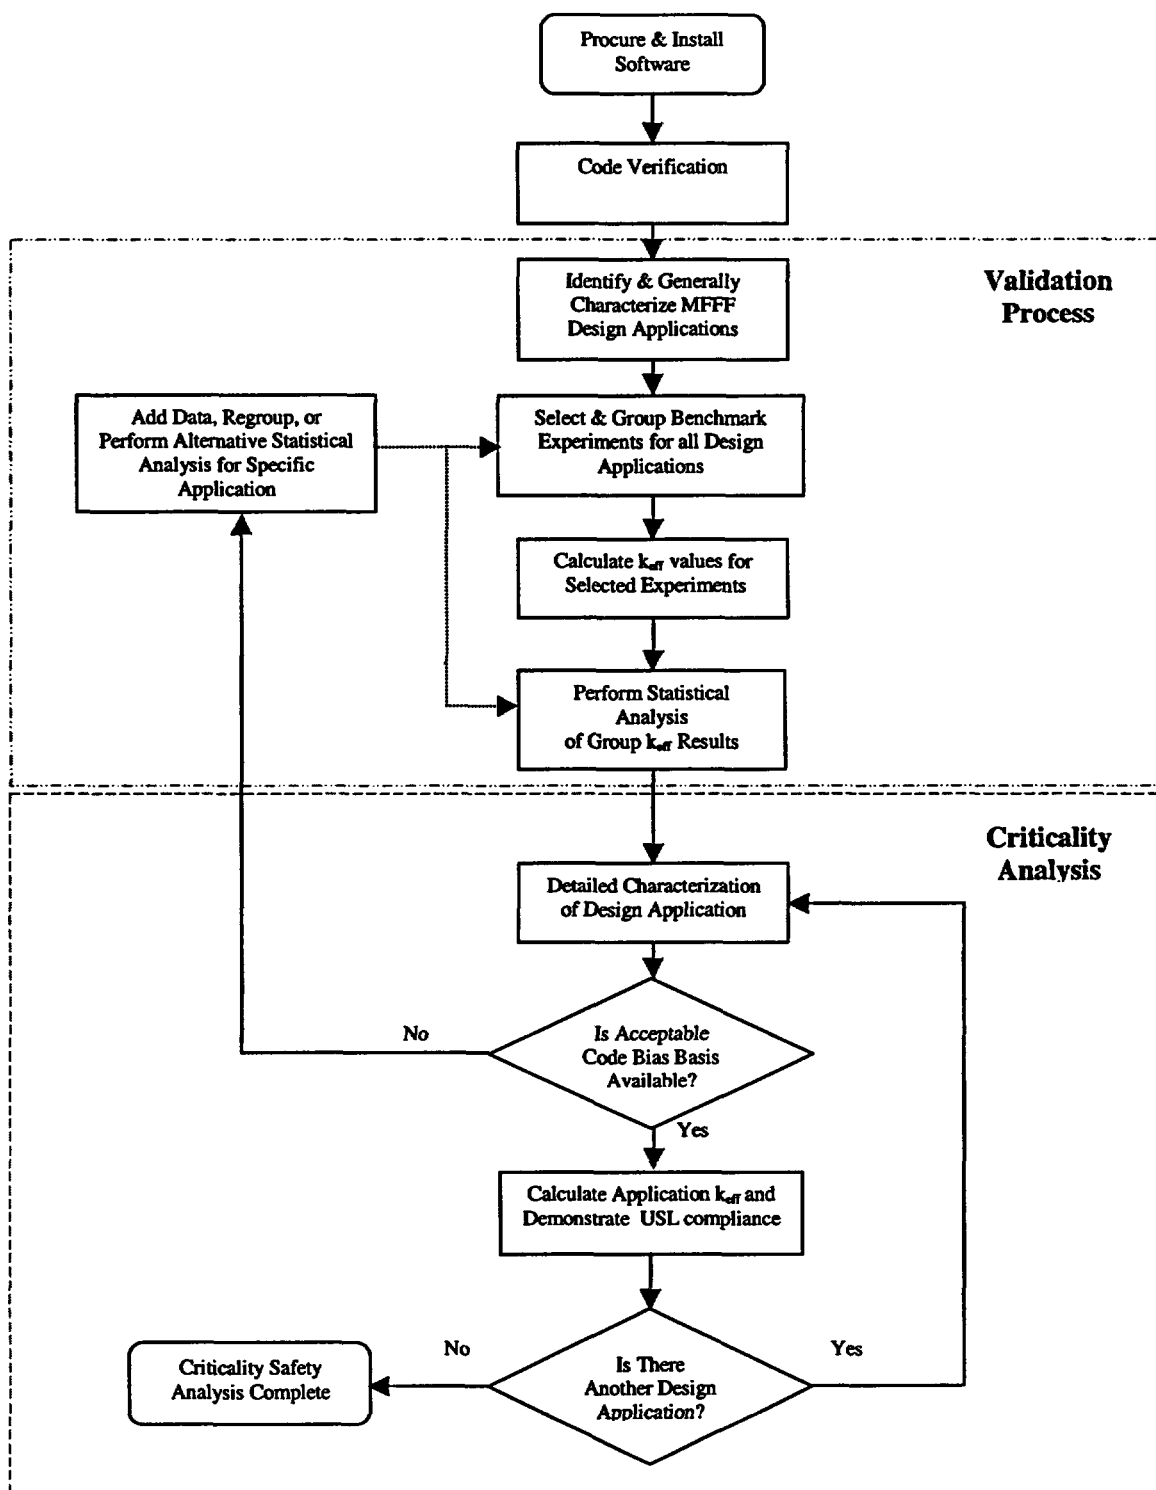 Procure & Install
Software
Code Verification
Validation
Process
Identify & Generally
Characterize MFFF
Design Applications
Add Data, Regroup, or
Perform Alternative Statistical
Analysis for Specific
Application
Select & Group Benchmark
Experiments for all Design
Applications
Calculate keff values for
Selected Experiments
Perform Statistical
Analysis
of Group keff Results
Criticality
Analysis
Detailed Characterization
of Design Application
No
Is Acceptable
Code Bias Basis
Available?
Yes
Calculate Application keff and
Demonstrate USL compliance
No
Yes
Criticality Safety
Analysis Complete
Is There
Another Design
Application?